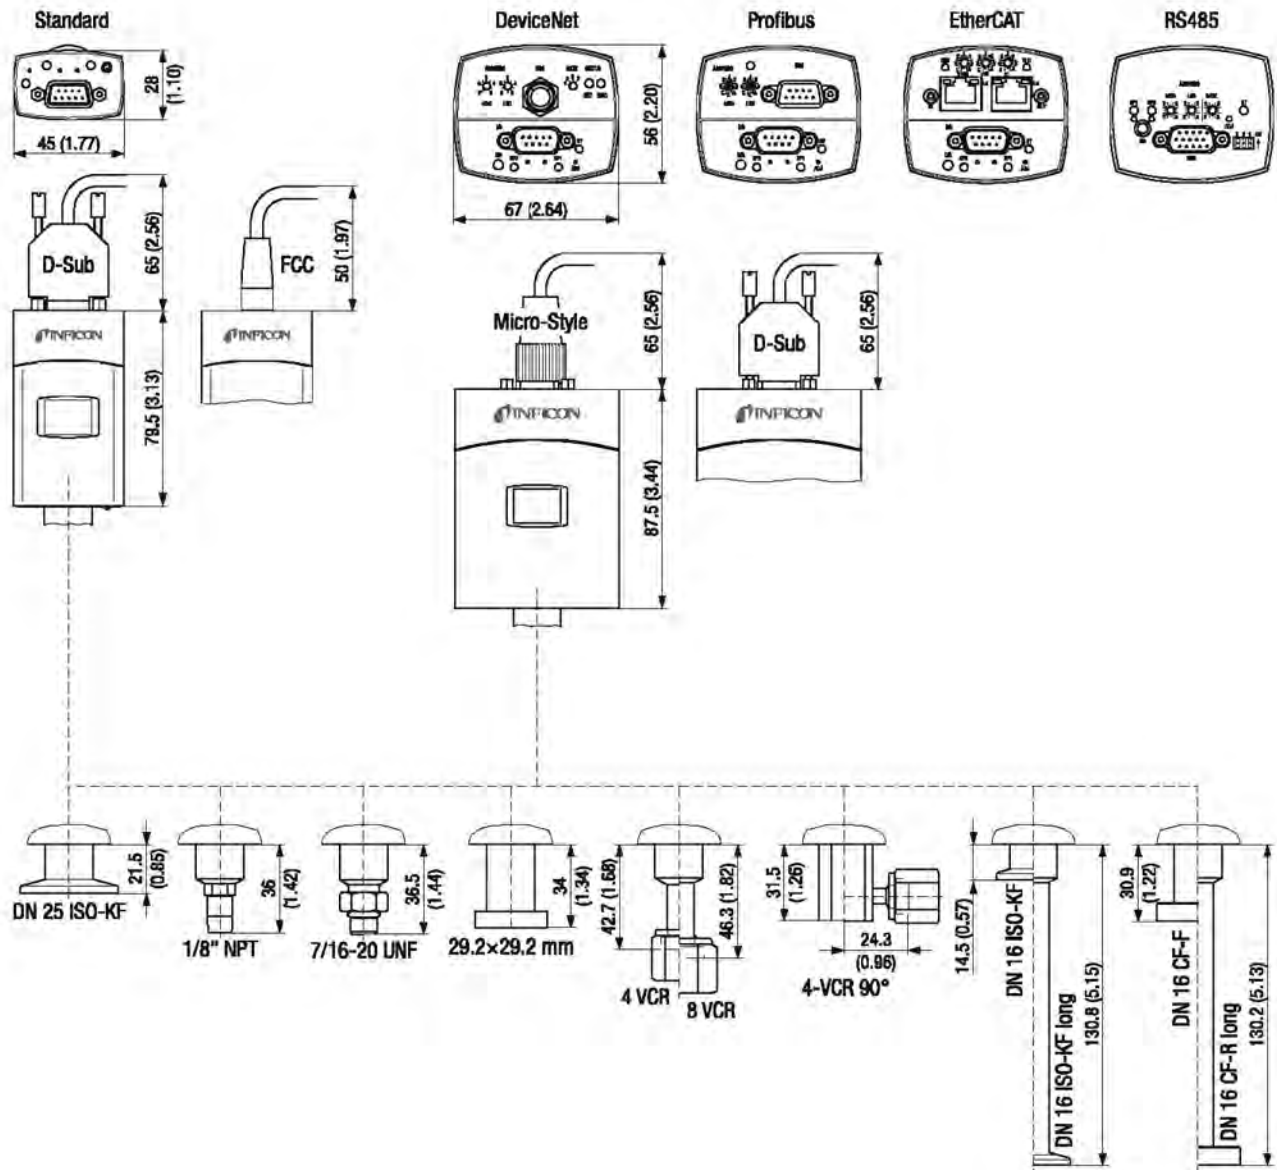 Standard
DeviceNet
Profibus
EtherCAT
RS485
28
(1.10)
45 (1.77)
56 (2.20)
67 (2.64)
D-Sub
65 (2.56)
FCC
50 (1.97)
INFICON
79.5 (3.13)
INFICON
Micro-Style
65 (2.56)
D-Sub
65 (2.56)
INFICON
87.5 (3.44)
INFICON
21.5
(0.85)
DN 25 ISO-KF
36
(1.42)
1/8" NPT
36.5
(1.44)
7/16-20 UNF
34
(1.34)
29.2×29.2 mm
42.7 (1.68)
46.3 (1.82)
4 VCR
8 VCR
31.5
(1.26)
24.3
(0.96)
4-VCR 90°
14.5 (0.57)
DN 16 ISO-KF
DN 16 ISO-KF long
130.8 (5.15)
30.9
(1.22)
DN 16 CF-F
DN 16 CF-R long
130.2 (5.13)